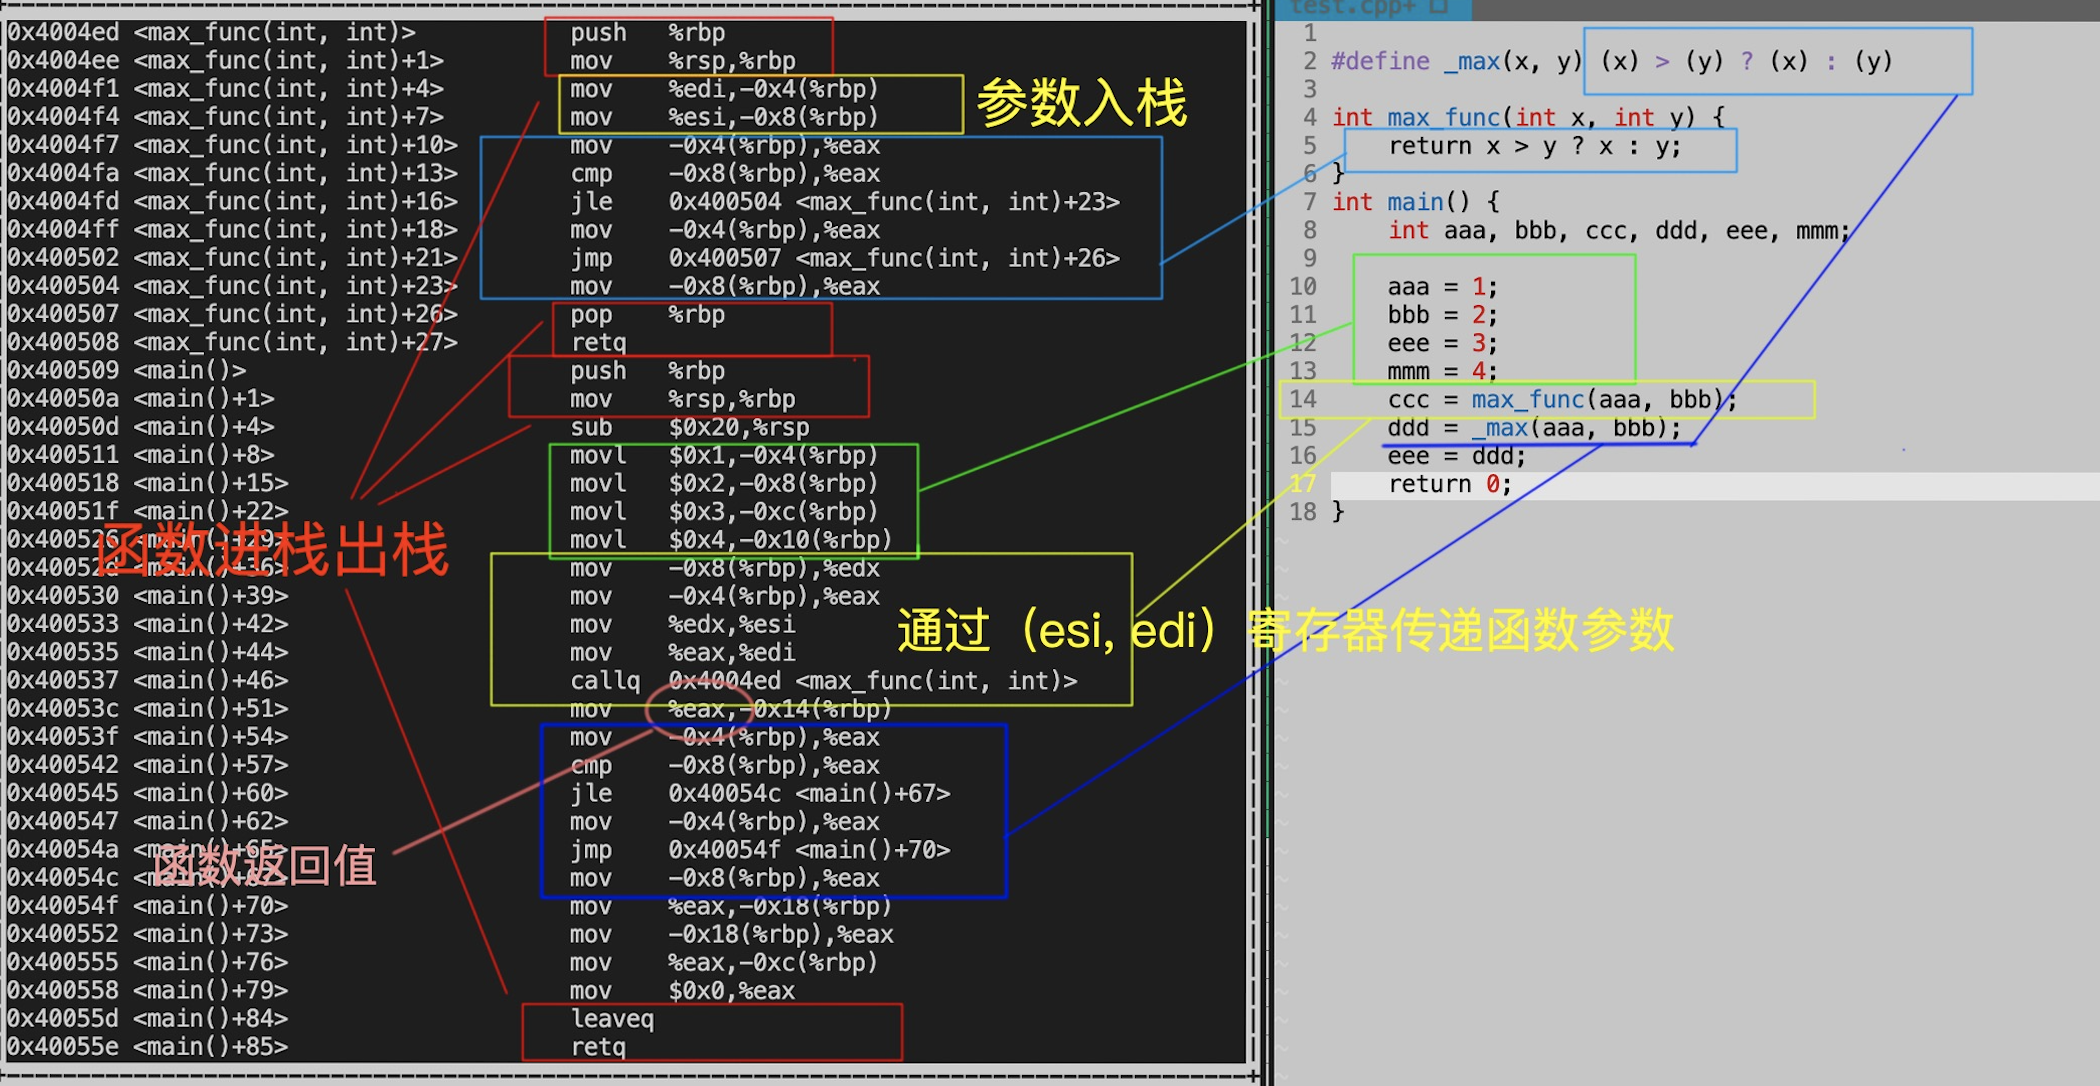 0x4004ed <max_func(int, int)> push %rbp
0x4004ee <max_func(int, int)+1> mov %rsp,%rbp
0x4004f1 <max_func(int, int)+4> mov %edi,-0x4(%rbp)
0x4004f4 <max_func(int, int)+7> mov %esi,-0x8(%rbp)
参数入栈
0x4004f7 <max_func(int, int)+10> mov -0x4(%rbp),%eax
0x4004fa <max_func(int, int)+13> cmp -0x8(%rbp),%eax
0x4004fd <max_func(int, int)+16> jle 0x400504 <max_func(int, int)+23>
0x4004ff <max_func(int, int)+18> mov -0x4(%rbp),%eax
0x400502 <max_func(int, int)+21> jmp 0x400507 <max_func(int, int)+26>
0x400504 <max_func(int, int)+23> mov -0x8(%rbp),%eax
0x400507 <max_func(int, int)+26> pop %rbp
0x400508 <max_func(int, int)+27> retq
0x400509 <main()> push %rbp
0x40050a <main()+1> mov %rsp,%rbp
0x40050d <main()+4> sub $0x20,%rsp
0x400511 <main()+8> movl $0x1,-0x4(%rbp)
0x400518 <main()+15> movl $0x2,-0x8(%rbp)
0x40051f <main()+22> movl $0x3,-0xc(%rbp)
movl $0x4,-0x10(%rbp)
函数进栈出栈
mov -0x8(%rbp),%edx
0x400530 <main()+39> mov -0x4(%rbp),%eax
0x400533 <main()+42> mov %edx,%esi
通过（esi, edi）寄存器传递函数参数
0x400535 <main()+44> mov %eax,%edi
0x400537 <main()+46> callq 0x4004ed <max_func(int, int)>
0x40053c <main()+51> mov %eax,-0x14(%rbp)
0x40053f <main()+54> mov -0x4(%rbp),%eax
0x400542 <main()+57> cmp -0x8(%rbp),%eax
0x400545 <main()+60> jle 0x40054c <main()+67>
0x400547 <main()+62> mov -0x4(%rbp),%eax
0x40054a <main()+65> jmp 0x40054f <main()+70>
函数返回值
0x40054c mov -0x8(%rbp),%eax
0x40054f <main()+70> mov %eax,-0x18(%rbp)
0x400552 <main()+73> mov -0x18(%rbp),%eax
0x400555 <main()+76> mov %eax,-0xc(%rbp)
0x400558 <main()+79> mov $0x0,%eax
0x40055d <main()+84> leaveq
0x40055e <main()+85> retq
test.cpp+
1
2 #define _max(x, y) (x) > (y) ? (x) : (y)
3
4 int max_func(int x, int y) {
5 return x > y ? x : y;
6 }
7 int main() {
8 int aaa, bbb, ccc, ddd, eee, mmm;
9
10 aaa = 1;
11 bbb = 2;
12 eee = 3;
13 mmm = 4;
14 ccc = max_func(aaa, bbb);
15 ddd = _max(aaa, bbb);
16 eee = ddd;
17 return 0;
18 }